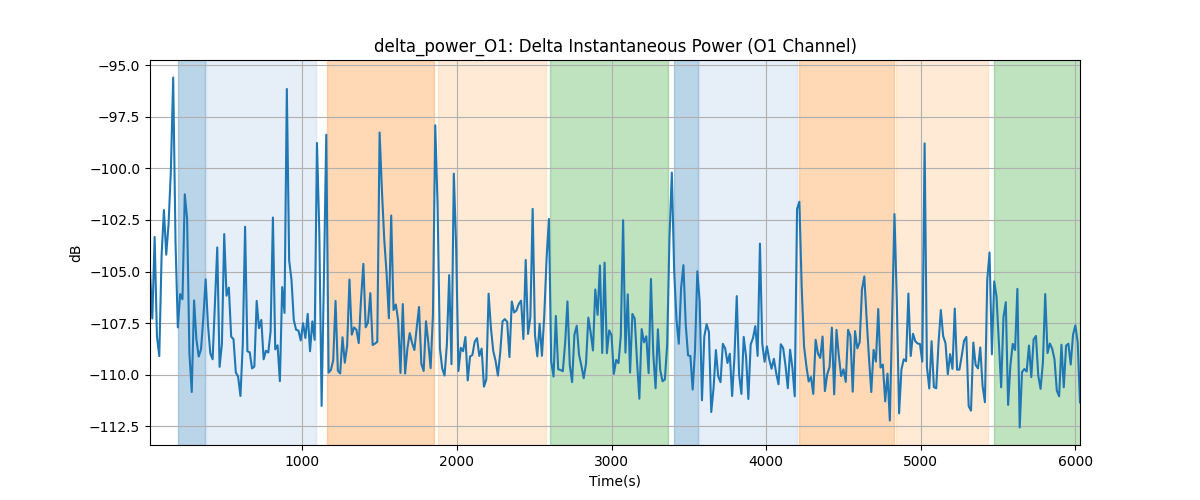 delta_power_O1: Delta Instantaneous Power (O1 Channel)
−95.0
−97.5
−100.0
−102.5
−105.0
−107.5
−110.0
−112.5
dB
1000 2000 3000 4000 5000 6000
Time(s)